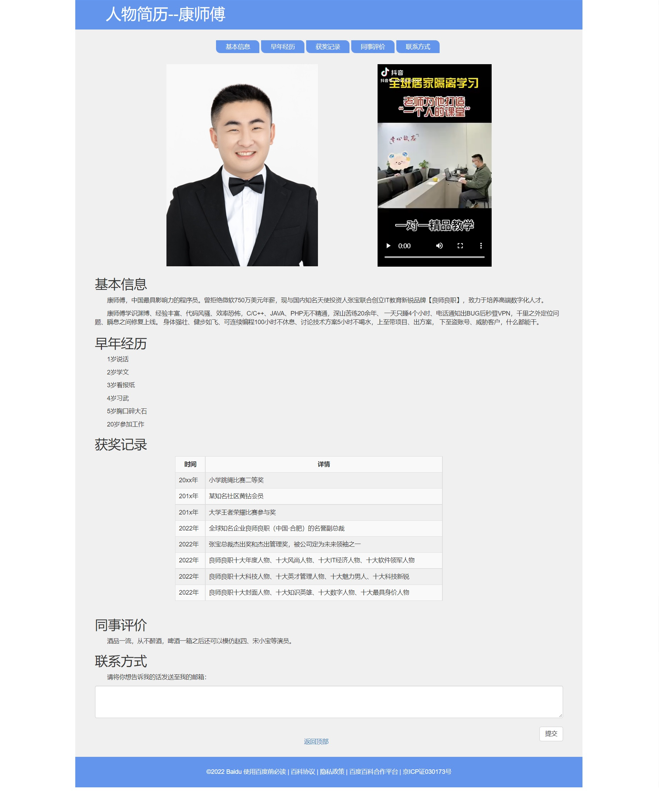 人物简历--康师傅
基本信息
早年经历
获奖记录
同事评价
联系方式
抖音
全班居家隔离学习
老师为他打造
“一个人的课堂”
一对一精品教学
0:00
基本信息
康师傅，中国最具影响力的程序员。曾拒绝微软750万美元年薪，现与国内知名天使投资人张宝联合创立IT教育新锐品牌【良师良职】，致力于培养高端数字化人才。
康师傅学识渊博、经验丰富，代码风骚，效率恐怖，C/C++、JAVA、PHP无不精通，深山苦练20余年，一天只睡4个小时，电话通知出BUG后秒登VPN，千里之外定位问
题，瞬息之间修复上线。身体强壮，健步如飞。可连续编程100小时不休息，讨论技术方案5小时不喝水，上至带项目、出方案，下至盗账号、威胁客户，什么都能干。
早年经历
1岁说话
2岁学文
3岁看报纸
4岁习武
5岁胸口碎大石
20岁参加工作
获奖记录
时间 详情
20xx年 小学跳绳比赛二等奖
201x年 某知名社区黄钻会员
201x年 大学王者荣耀比赛参与奖
2022年 全球知名企业良师良职（中国·合肥）的名誉副总裁
2022年 张宝总裁杰出奖和杰出管理奖，被公司定为未来领袖之一
2022年 良师良职十大年度人物、十大风尚人物、十大IT经济人物、十大软件领军人物
2022年 良师良职十大科技人物、十大英才管理人物、十大魅力男人、十大科技新锐
2022年 良师良职十大封面人物、十大知识英雄、十大数字人物、十大最具身价人物
同事评价
酒品一流，从不醉酒，啤酒一箱之后还可以模仿赵四、宋小宝等演员。
联系方式
请将你想告诉我的话发送至我的邮箱：
提交
返回顶部
©2022 Baidu 使用百度前必读 | 百科协议 | 隐私政策 | 百度百科合作平台 | 京ICP证030173号